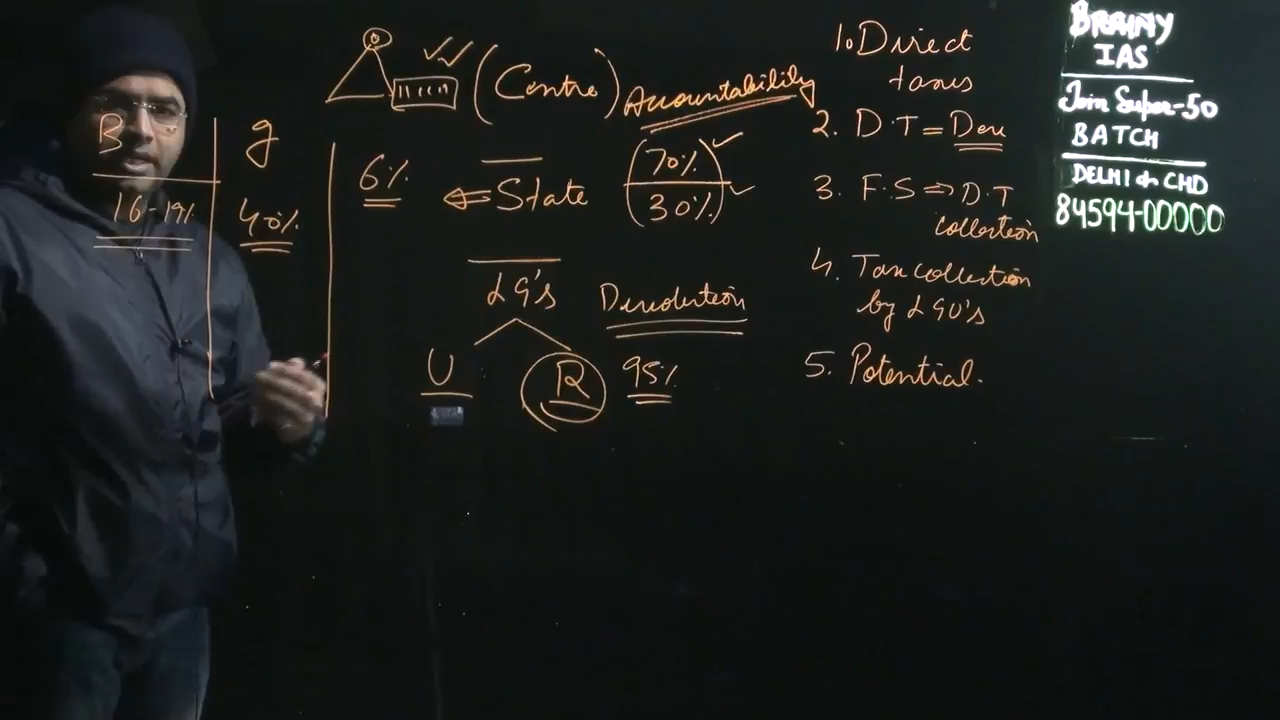 B
g
16-19%
40%
6%
(Centre)
Accountability
State
(70%)
(30%)
LG's
Devolution
U
R
95%
1. Direct
taxes
2. D.T = Dev
3. F.S => D.T
collection
4. Tax collection
by LGO's
5. Potential.
BRAINY
IAS
Join Super-50
BATCH
DELHI & CHD
84594-00000